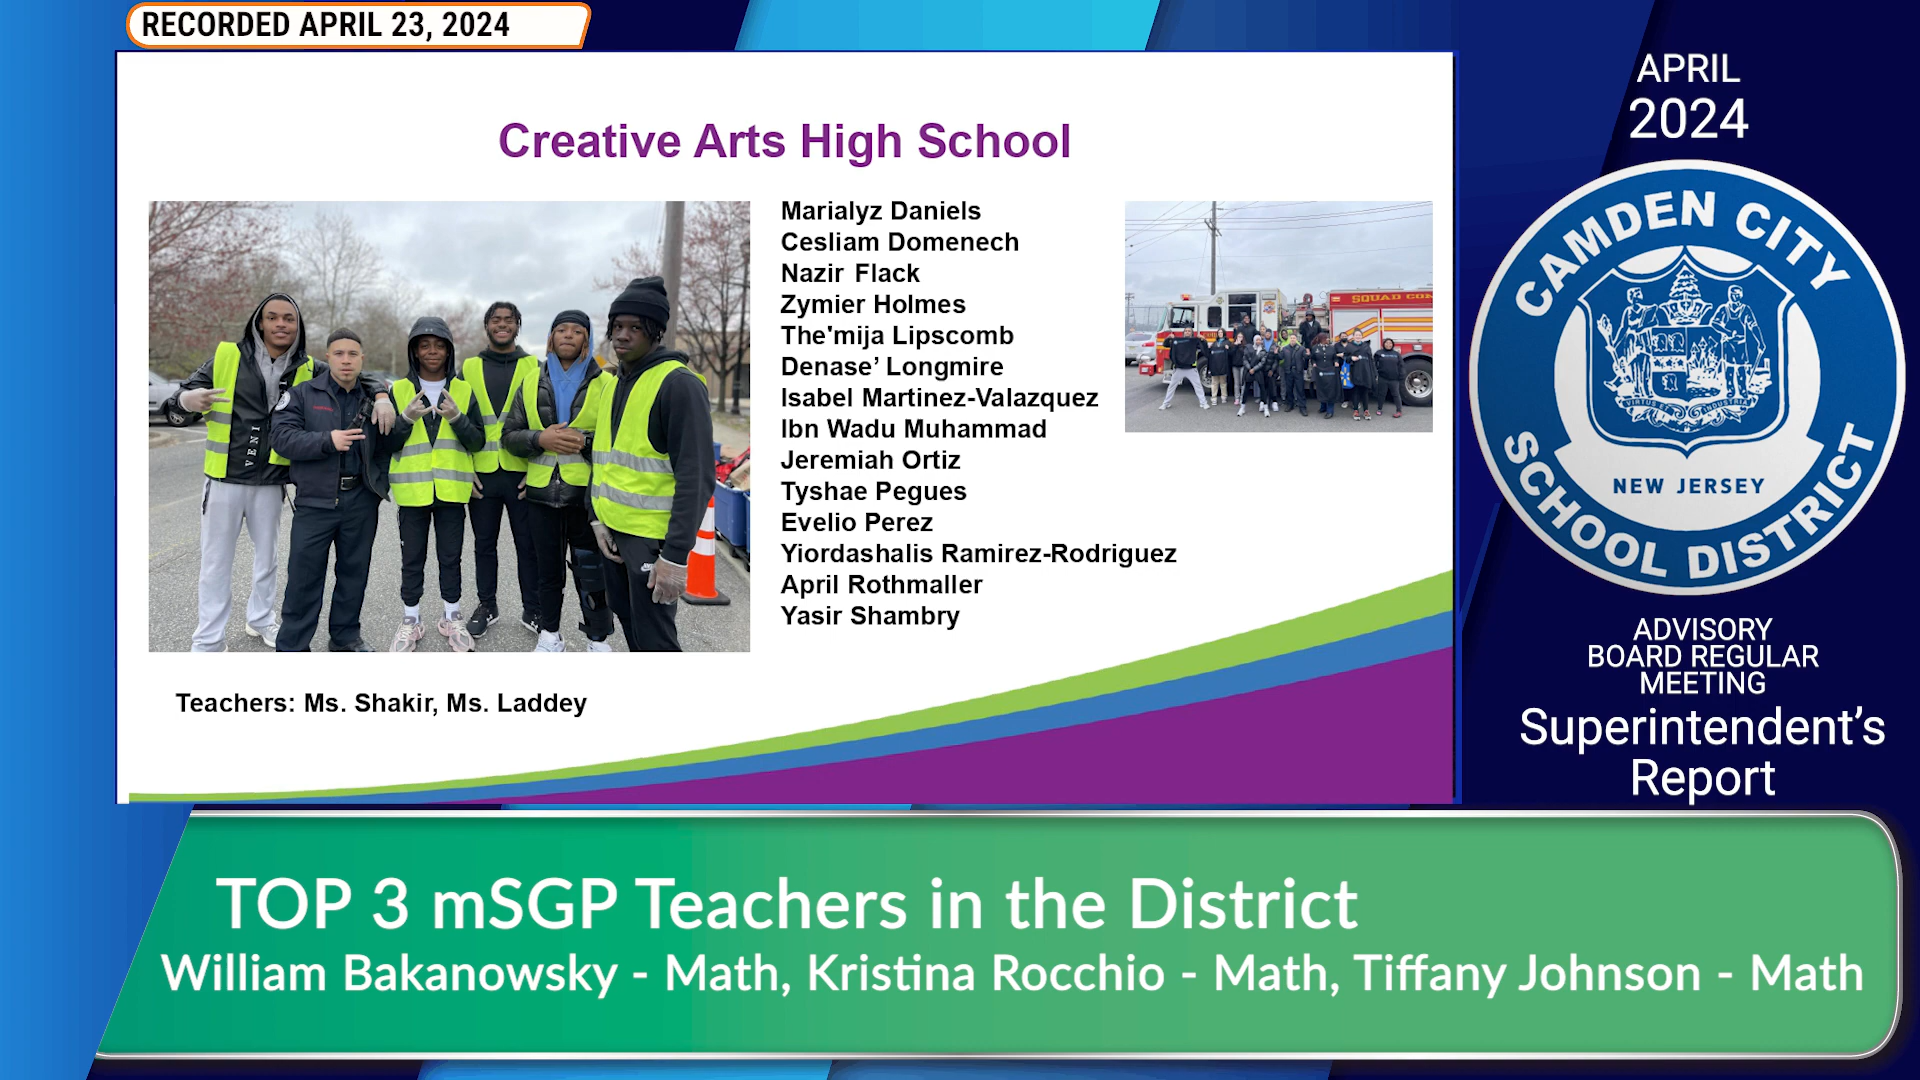 RECORDED APRIL 23, 2024
Creative Arts High School
Marialyz Daniels
Cesliam Domenech
Nazir Flack
Zymier Holmes
The'mija Lipscomb
Denase’ Longmire
Isabel Martinez-Valazquez
Ibn Wadu Muhammad
Jeremiah Ortiz
Tyshae Pegues
Evelio Perez
Yiordashalis Ramirez-Rodriguez
April Rothmaller
Yasir Shambry
VENI
SQUAD COM
Teachers: Ms. Shakir, Ms. Laddey
APRIL
2024
CAMDEN CITY
NEW JERSEY
SCHOOL DISTRICT
ADVISORY
BOARD REGULAR
MEETING
Superintendent’s
Report
TOP 3 mSGP Teachers in the District
William Bakanowsky - Math, Kristina Rocchio - Math, Tiffany Johnson - Math